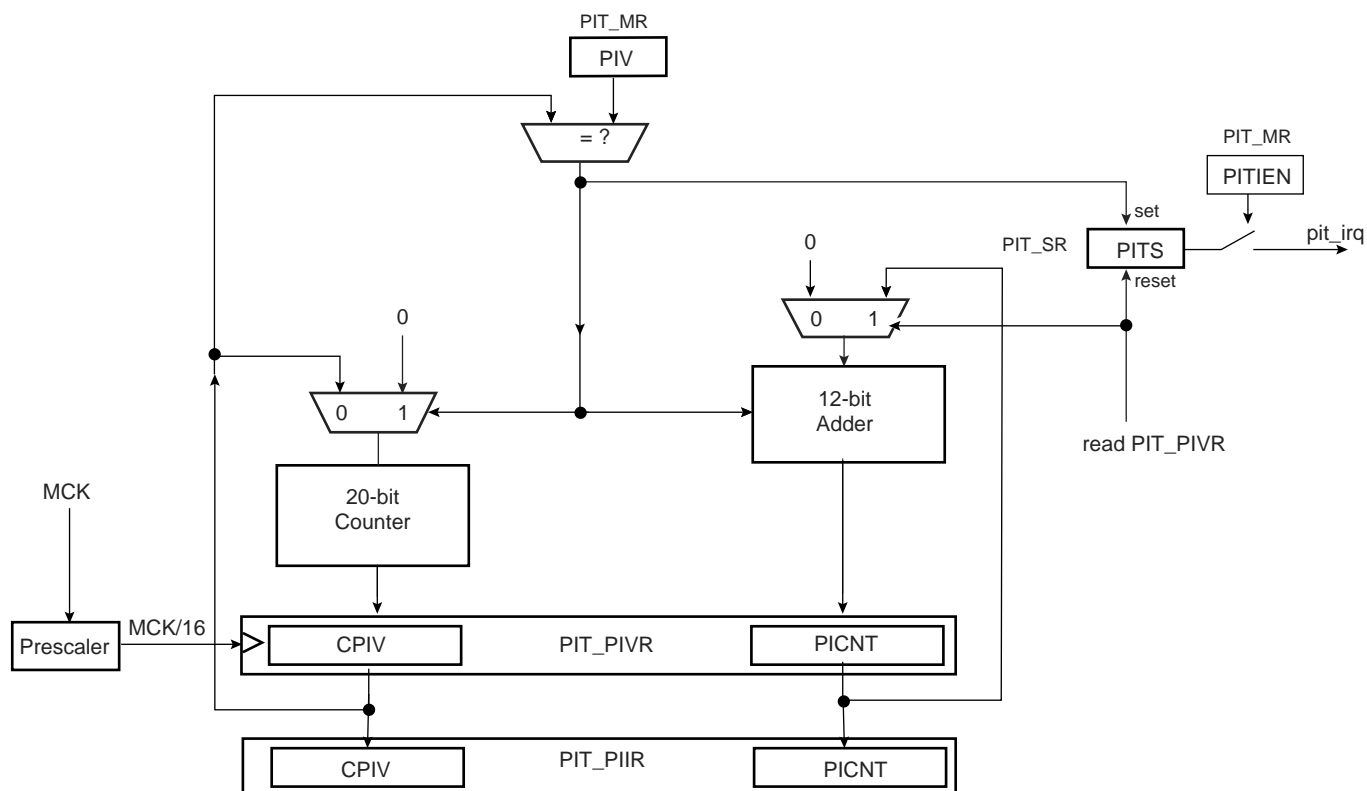 PIT_MR
PIV
= ?
PIT_MR
PITIEN
set
PIT_SR
PITS
pit_irq
reset
0
0 1
0
0 1
12-bit
Adder
read PIT_PIVR
MCK
20-bit
Counter
Prescaler
MCK/16
CPIV
PIT_PIVR
PICNT
CPIV
PIT_PIIR
PICNT